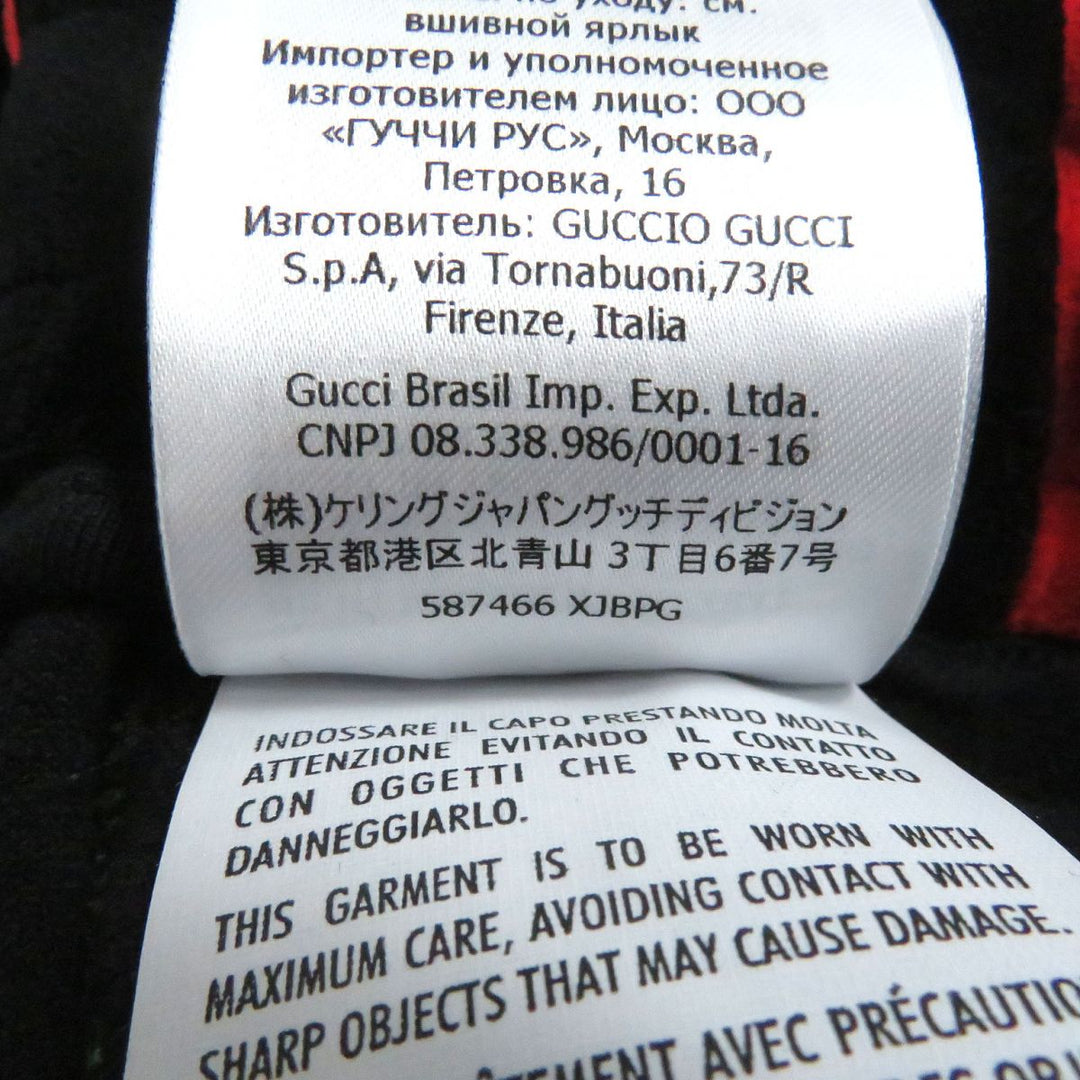 по уходу: см.
вшивной ярлык
Импортер и уполномоченное
изготовителем лицо: ООО
«ГУЧЧИ РУС», Москва,
Петровка, 16
Изготовитель: GUCCIO GUCCI
S.p.A, via Tornabuoni,73/R
Firenze, Italia
Gucci Brasil Imp. Exp. Ltda.
CNPJ 08.338.986/0001-16
(株)ケリングジャパングッチディビジョン
東京都港区北青山 3丁目6番7号
587466 XJBPG
INDOSSARE IL CAPO PRESTANDO MOLTA
ATTENZIONE EVITANDO IL CONTATTO
CON OGGETTI CHE POTREBBERO
DANNEGGIARLO.
THIS GARMENT IS TO BE WORN WITH
MAXIMUM CARE, AVOIDING CONTACT WITH
SHARP OBJECTS THAT MAY CAUSE DAMAGE.
AVEC PRÉCAUTION